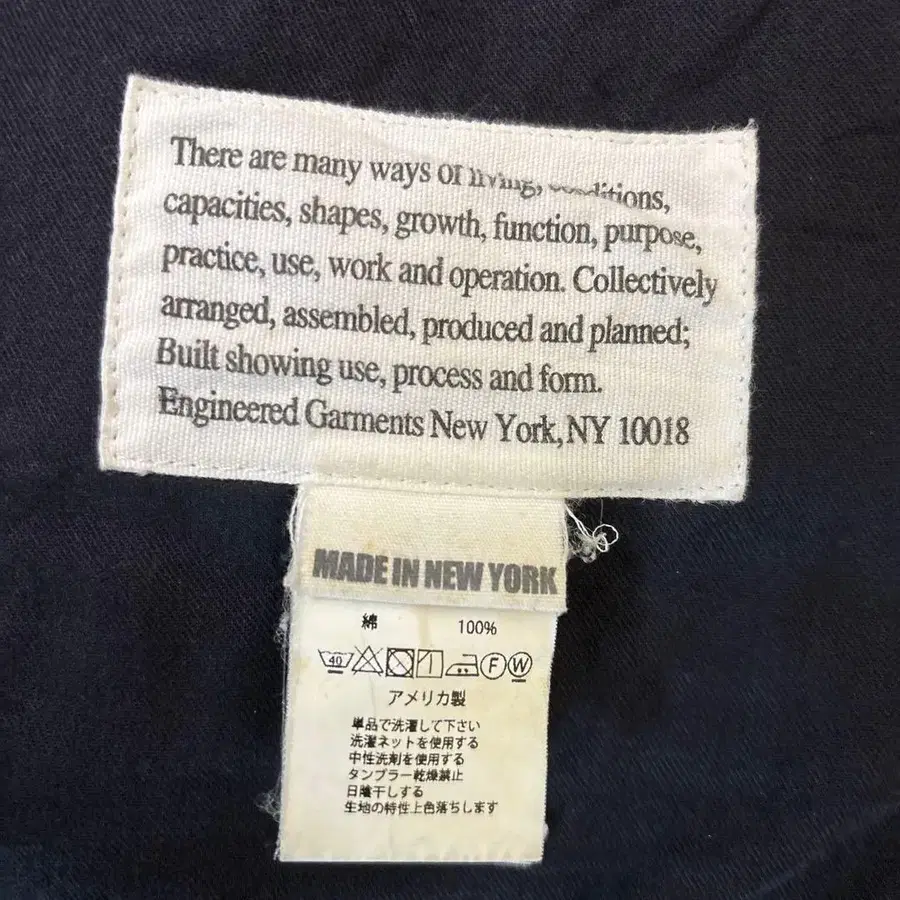 There are many ways of living, conditions,
capacities, shapes, growth, function, purpose,
practice, use, work and operation. Collectively
arranged, assembled, produced and planned;
Built showing use, process and form.
Engineered Garments New York, NY 10018
MADE IN NEW YORK
綿 100%
40 F W
アメリカ製
単品で洗濯して下さい
洗濯ネットを使用する
中性洗剤を使用する
タンブラー乾燥禁止
日陰干しする
生地の特性上色落ちします